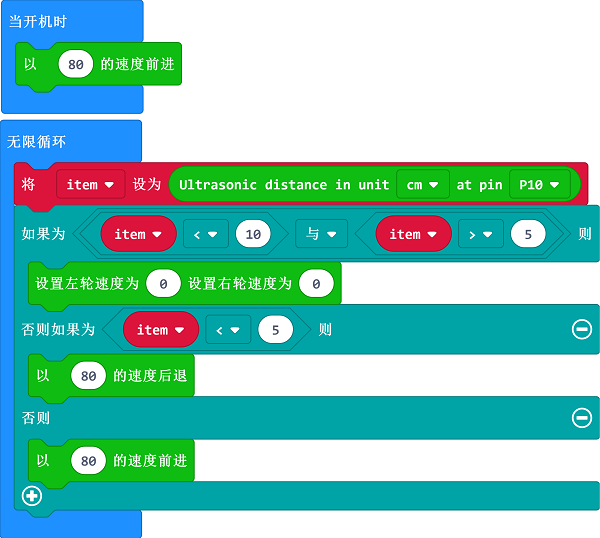 当开机时
以 80 的速度前进
无限循环
将 item 设为 Ultrasonic distance in unit cm at pin P10
如果为 item < 10 与 item > 5 则
设置左轮速度为 0 设置右轮速度为 0
否则如果为 item < 5 则
以 80 的速度后退
否则
以 80 的速度前进